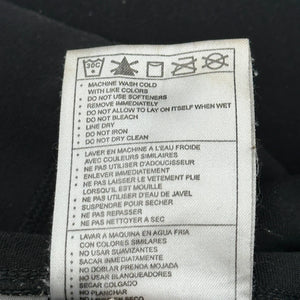 30C
• MACHINE WASH COLD
WITH LIKE COLORS
• DO NOT USE SOFTENERS
• REMOVE IMMEDIATELY
• DO NOT ALLOW TO LAY ON ITSELF WHEN WET
• DO NOT BLEACH
• LINE DRY
• DO NOT IRON
• DO NOT DRY CLEAN
• LAVER EN MACHINE A L'EAU FROIDE
AVEC COULEURS SIMILAIRES
• NE PAS UTILISER D'ADOUCISSEUR
• ENLEVER IMMEDIATEMENT
• NE PAS LAISSER LE VETEMENT PLIE
LORSQU'IL EST MOUILLE
• NE PAS UTILISER D'EAU DE JAVEL
• SUSPENDRE POUR SECHER
• NE PAS REPASSER
• NE PAS NETTOYER A SEC
• LAVAR A MAQUINA EN AGUA FRIA
CON COLORES SIMILARES
• NO USAR SUAVIZANTES
• SACAR INMEDIATAMENTE
• NO DOBLAR PRENDA MOJADA
• NO USAR BLANQUEADORES
• SEGAR COLGADO
• NO PLANCHAR